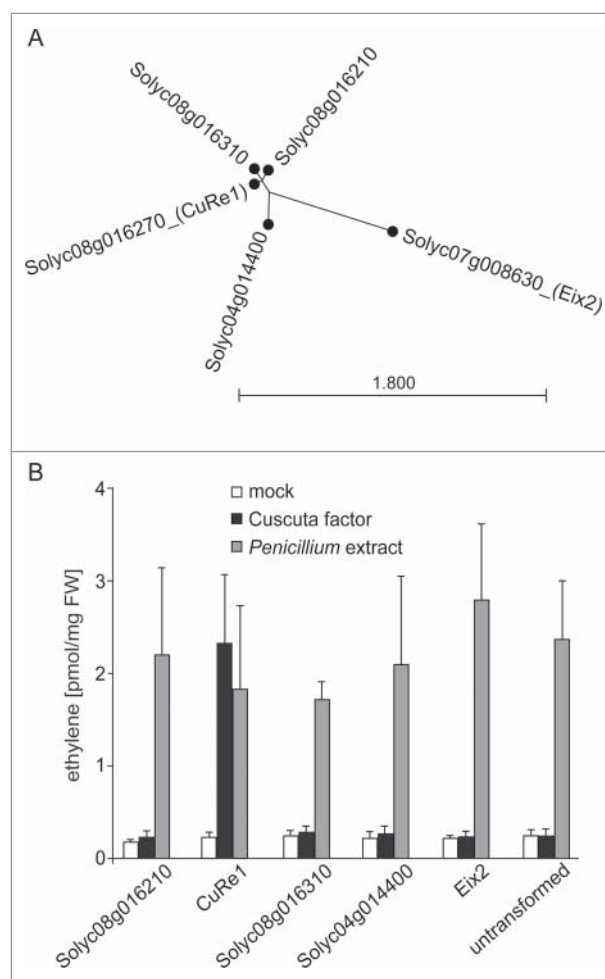 A
Solyc08g016310
Solyc08g016210
Solyc08g016270_(CuRe1)
Solyc04g014400
Solyc07g008630_(Eix2)
1.800
B
mock
Cuscuta factor
Penicillium extract
ethylene [pmol/mg FW]
4
3
2
1
0
Solyc08g016210
CuRe1
Solyc08g016310
Solyc04g014400
Eix2
untransformed